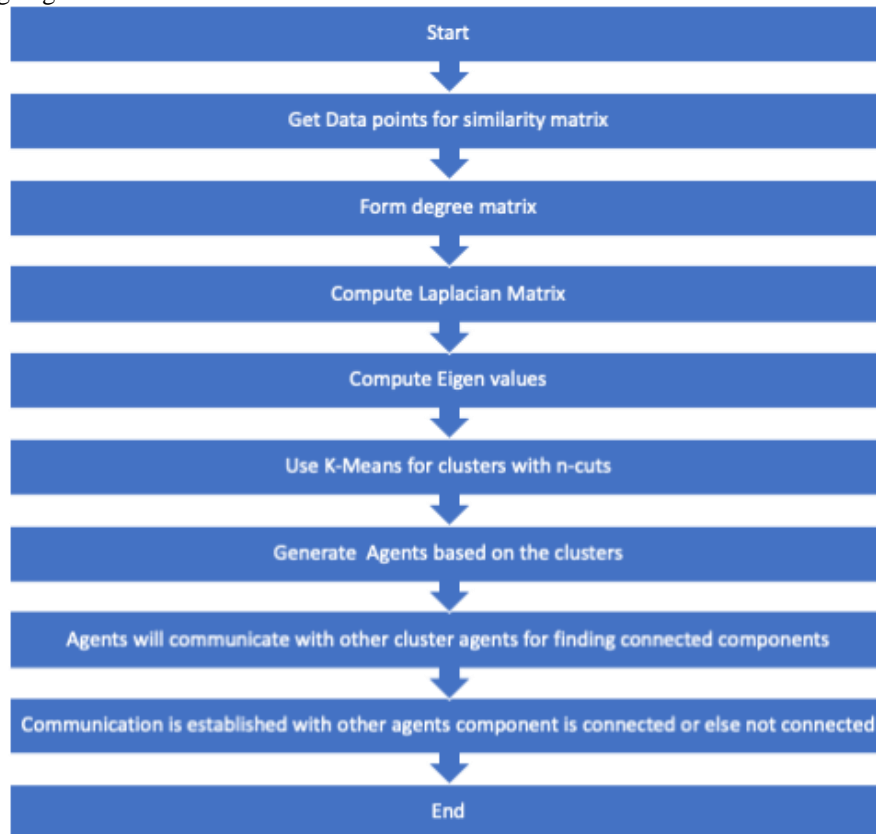 Start
Get Data points for similarity matrix
Form degree matrix
Compute Laplacian Matrix
Compute Eigen values
Use K-Means for clusters with n-cuts
Generate Agents based on the clusters
Agents will communicate with other cluster agents for finding connected components
Communication is established with other agents component is connected or else not connected
End